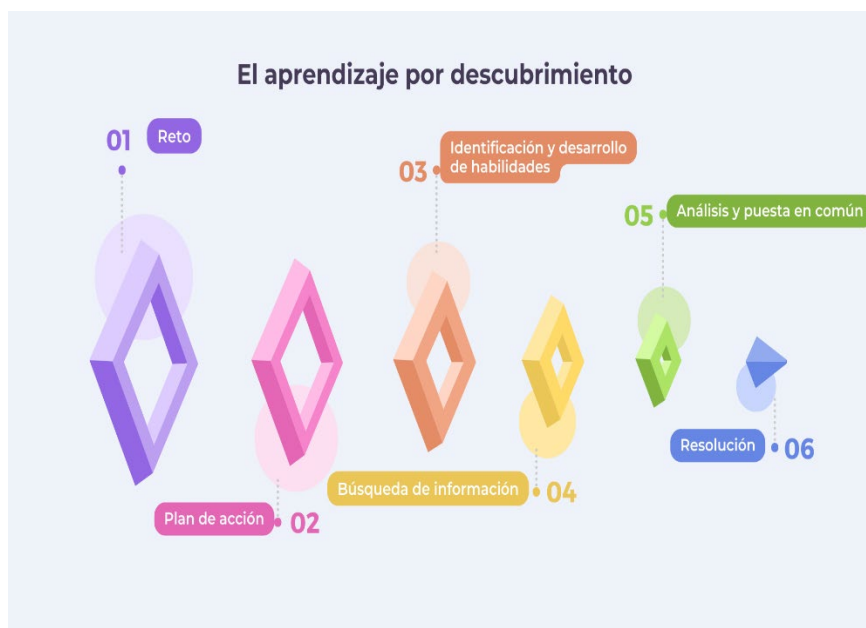 El aprendizaje por descubrimiento
01 Reto
Plan de acción 02
03 Identificación y desarrollo
de habilidades
Búsqueda de información 04
05 Análisis y puesta en común
Resolución 06